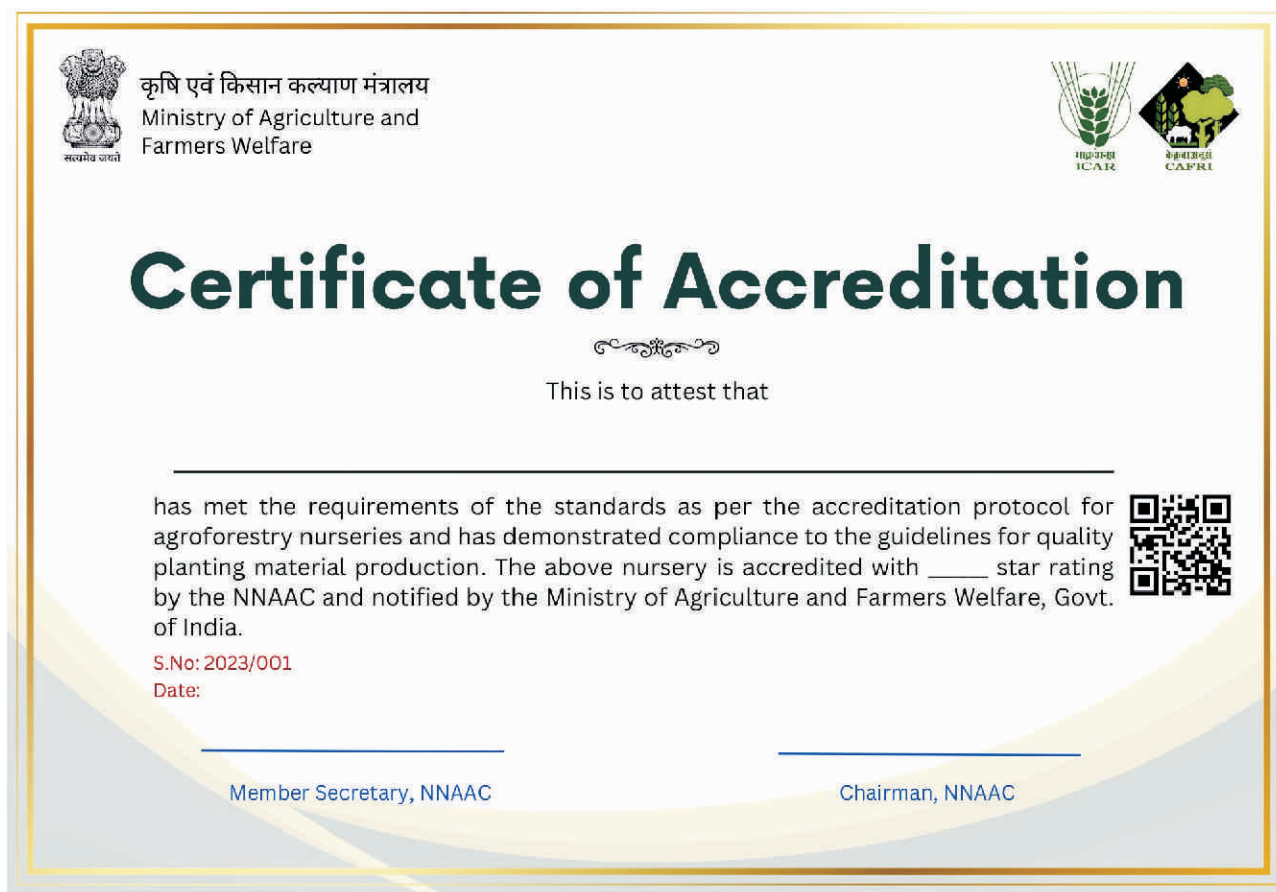 कृषि एवं किसान कल्याण मंत्रालय
Ministry of Agriculture and
Farmers Welfare
सत्यमेव जयते
भाकृअनुप
ICAR
CAFRI
Certificate of Accreditation
This is to attest that
has met the requirements of the standards as per the accreditation protocol for
agroforestry nurseries and has demonstrated compliance to the guidelines for quality
planting material production. The above nursery is accredited with _____ star rating
by the NNAAC and notified by the Ministry of Agriculture and Farmers Welfare, Govt.
of India.
S.No: 2023/001
Date:
Member Secretary, NNAAC
Chairman, NNAAC